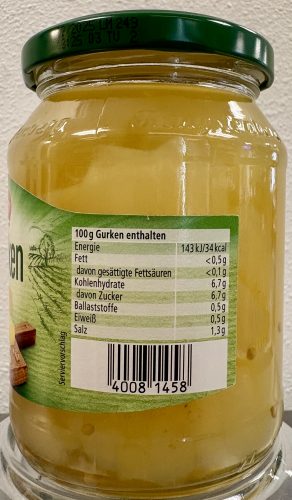 100 g Gurken enthalten
Energie 143 kJ/34 kcal
Fett <0,5g
davon gesättigte Fettsäuren <0,1g
Kohlenhydrate 6,7g
davon Zucker 6,7g
Ballaststoffe 0,5g
Eiweiß 0,5g
Salz 1,3g
Serviervorschlag
4008 1458